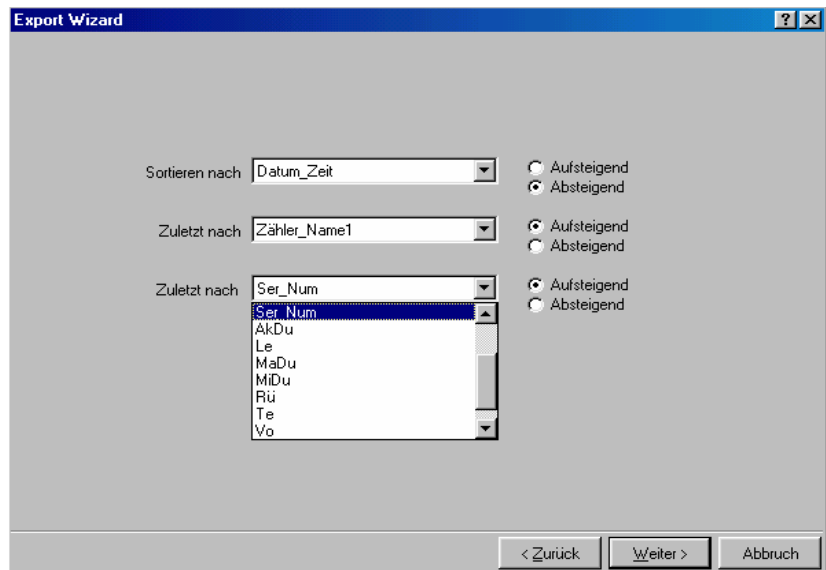 Export Wizard
Sortieren nach Datum_Zeit Aufsteigend
Absteigend
Zuletzt nach Zähler_Name1 Aufsteigend
Absteigend
Zuletzt nach Ser_Num Aufsteigend
Absteigend
Ser_Num
AkDu
Le
MaDu
MiDu
Rü
Te
Vo
< Zurück Weiter > Abbruch